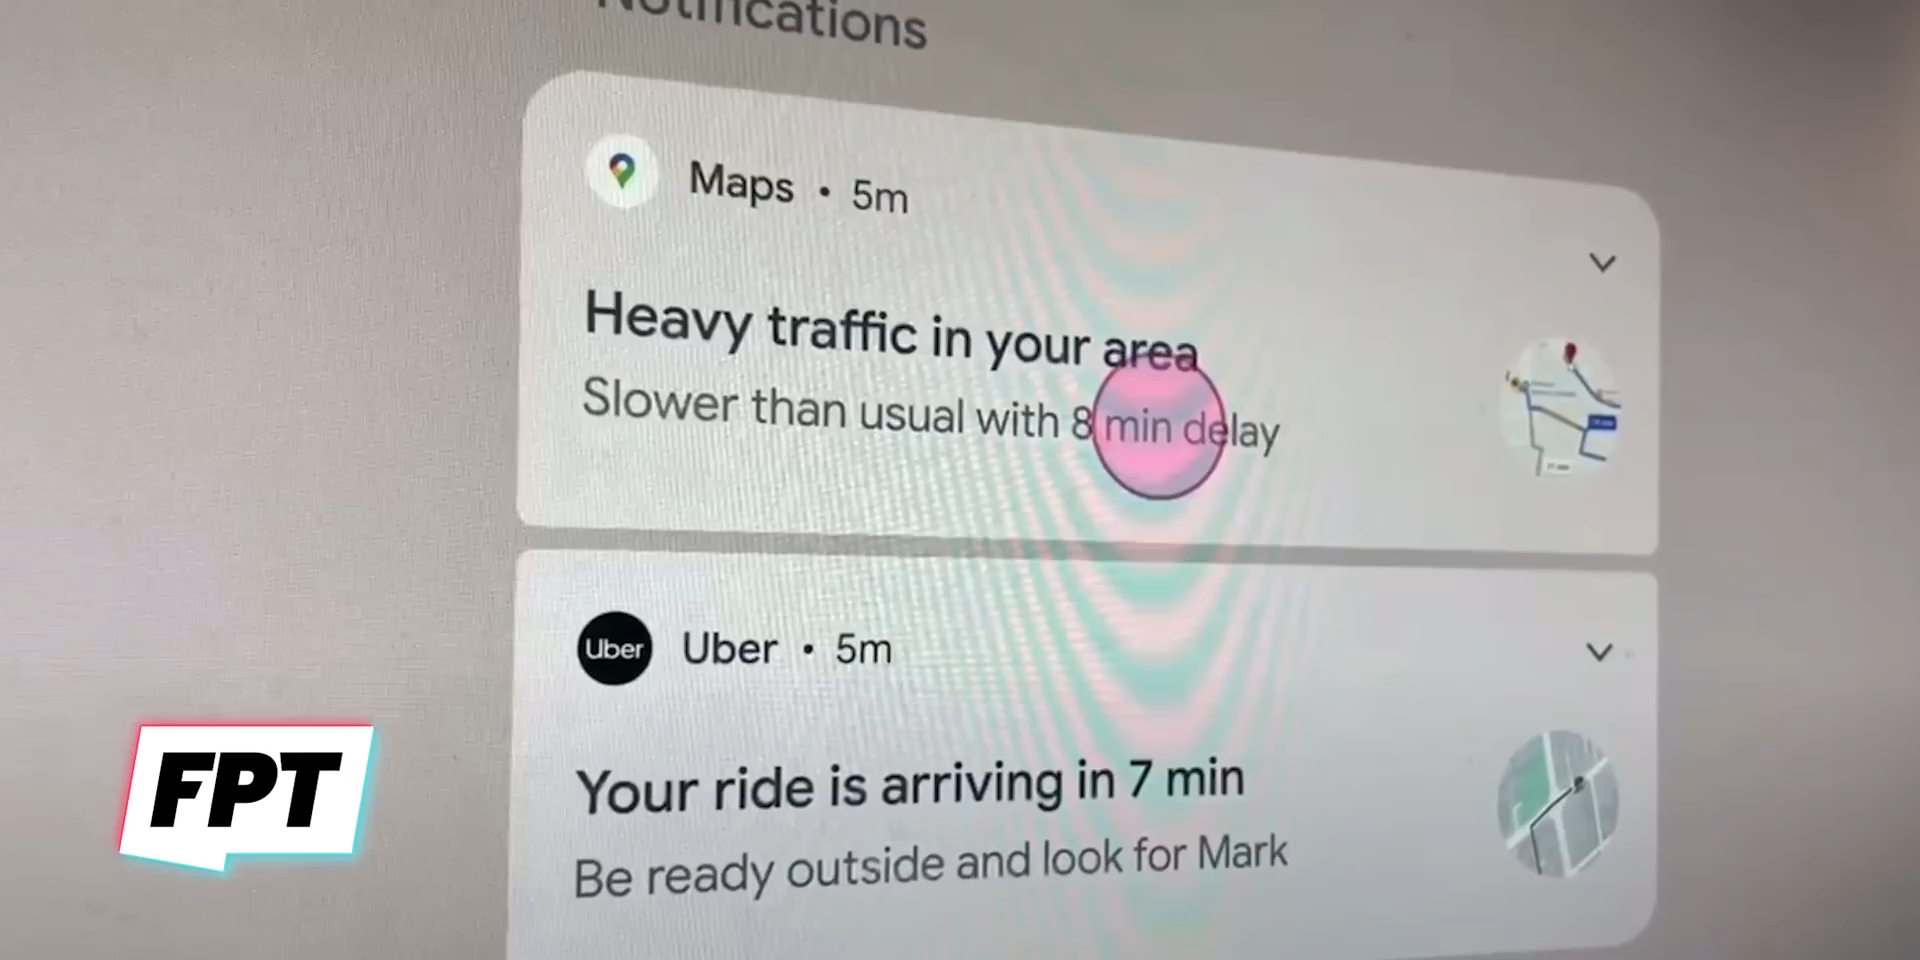 Notifications
Maps • 5m
Heavy traffic in your area
Slower than usual with 8 min delay
Uber
Uber • 5m
Your ride is arriving in 7 min
Be ready outside and look for Mark
FPT